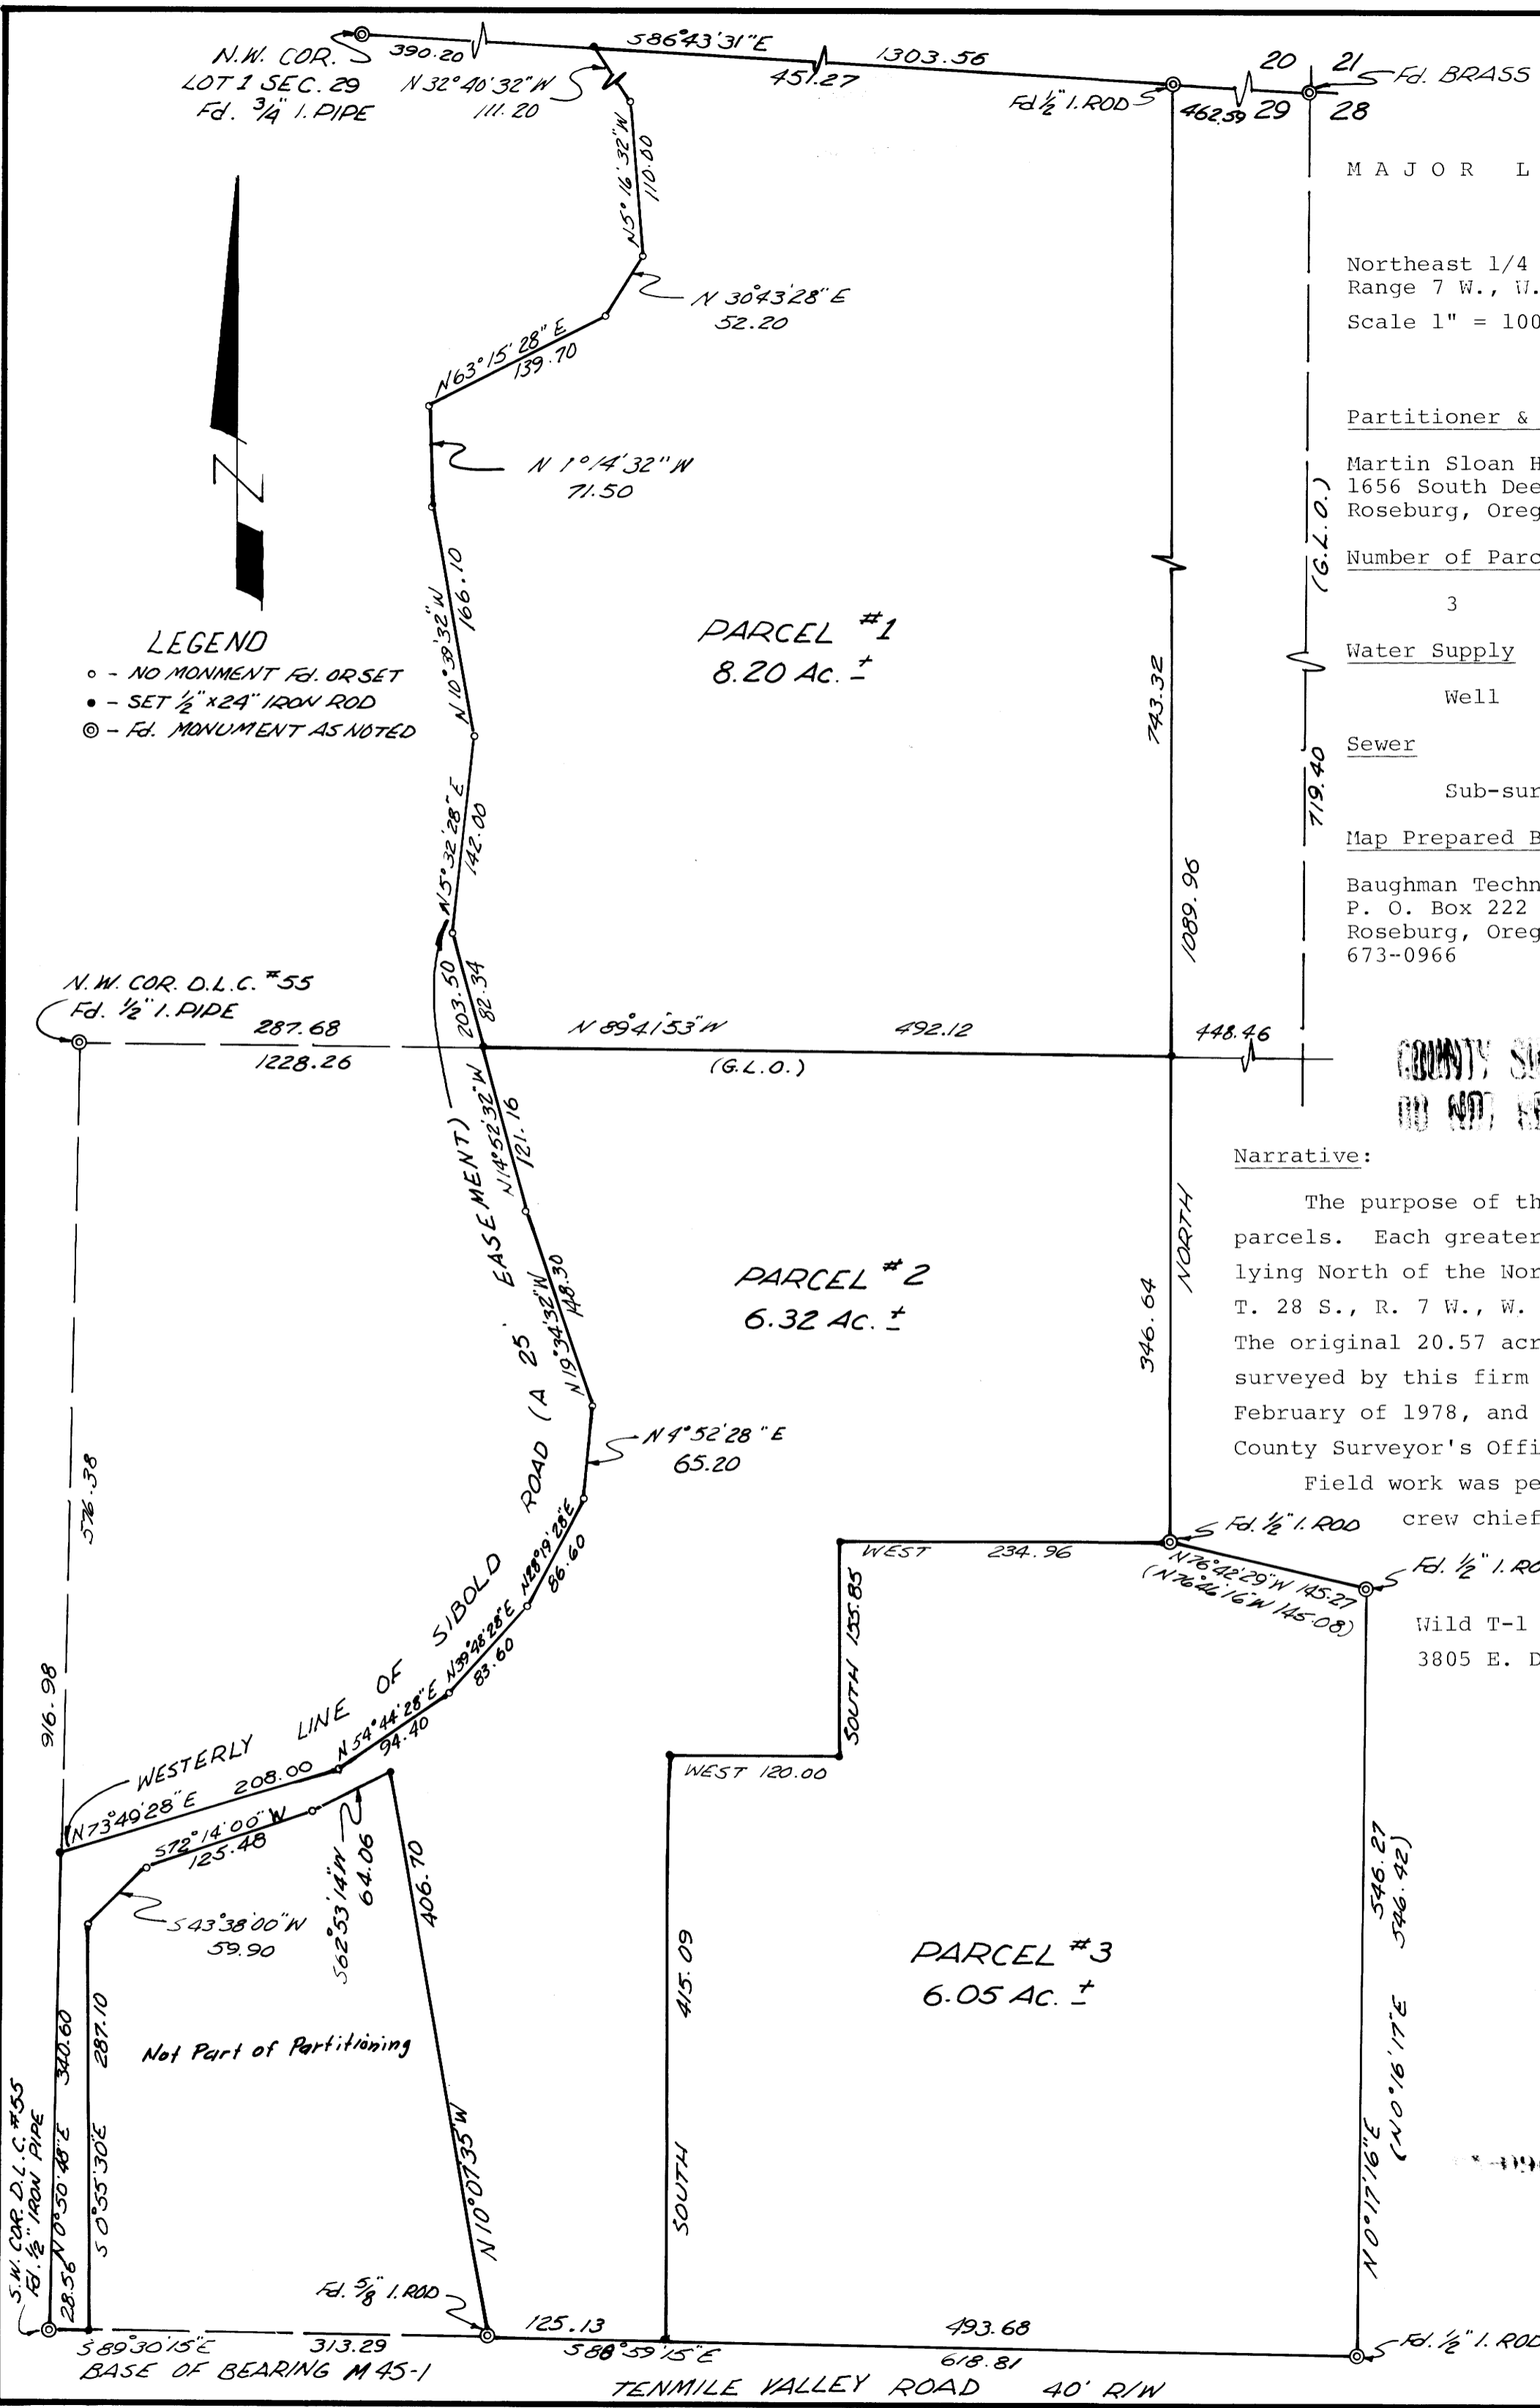 N.W. COR.
LOT 1 SEC. 29
Fd. 3/4" I. PIPE
390.20
S86°43'31"E
1303.56
451.27
N 32°40'32"W
111.20
Fd 1/2" I. ROD
462.59
20 21
29 28
Fd. BRASS
N5°16'32"W
110.00
MAJOR L
Northeast 1/4
Range 7 W., W.
Scale 1" = 100
N 30°43'28"E
52.20
N63°15'28"E
139.70
Partitioner &
Martin Sloan H
1656 South Dee
Roseburg, Oreg
N 1°14'32"W
71.50
Z
(G.L.O.)
Number of Parc
3
N10°39'32"W
166.10
LEGEND
○ - NO MONMENT Fd. OR SET
● - SET 1/2" x 24" IRON ROD
◎ - Fd. MONUMENT AS NOTED
PARCEL #1
8.20 AC. ±
743.32
Water Supply
Well
Sewer
Sub-sur
719.40
N5°32'28"E
142.00
Map Prepared B
Baughman Techn
P. O. Box 222
Roseburg, Oreg
673-0966
1089.96
N.W. COR. D.L.C. #55
Fd. 1/2" I. PIPE
287.68
1228.26
203.50
82.34
N 89°41'53"W
492.12
(G.L.O.)
448.46
COUNTY
DO NOT
N14°52'32"W
121.16
Narrative:
The purpose of th
parcels. Each greater
lying North of the Nor
T. 28 S., R. 7 W., W.
The original 20.57 acr
surveyed by this firm
February of 1978, and
County Surveyor's Offi
Field work was pe
crew chief
NORTH
346.64
PARCEL #2
6.32 AC. ±
N19°34'32"W
148.30
N 4°52'28"E
65.20
576.38
916.98
WESTERLY LINE OF SIBOLD ROAD (A 25' EASEMENT)
N28°19'28"E
86.60
N39°48'28"E
83.60
N54°44'28"E
94.40
N73°49'28"E 208.00
WEST 234.96
Fd. 1/2" I. ROD
N76°42'29"W 145.27
(N76°46'16"W 145.08)
Fd. 1/2" I. RO
Wild T-1
3805 E. D
SOUTH 155.85
WEST 120.00
S72°14'00"W
125.48
S43°38'00"W
59.90
S62°53'14"W
64.06
406.70
N10°07'35"W
415.09
SOUTH
PARCEL #3
6.05 AC. ±
546.27
546.42)
N0°17'16"E
(N0°16'17"E
Not Part of Partitioning
340.60
N0°50'48"E
287.10
S0°55'30"E
S.W. COR. D.L.C. #55
Fd. 1/2" IRON PIPE
28.56
Fd. 5/8" I. ROD
S89°30'15"E 313.29
BASE OF BEARING M 45-1
125.13
S88°59'15"E
493.68
618.81
Fd. 1/2" I. ROD
TENMILE VALLEY ROAD 40' R/W